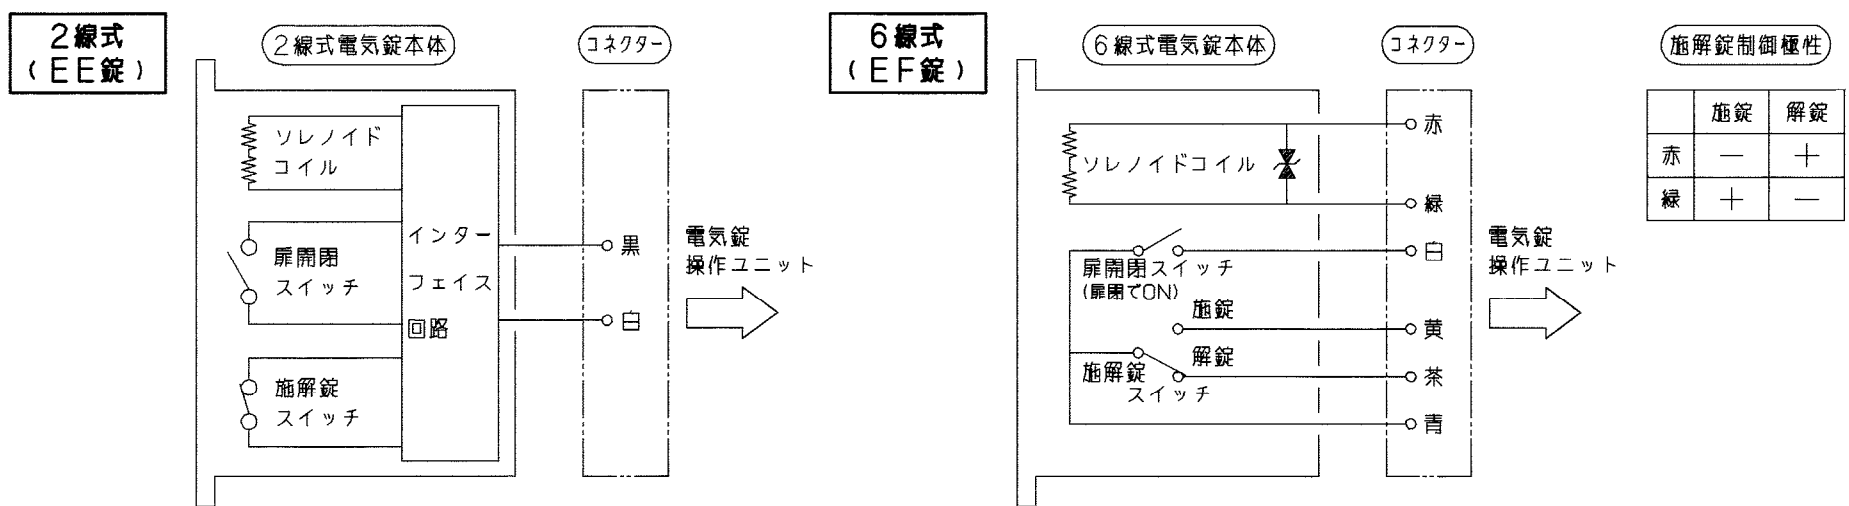 2線式
(EE錠)
2線式電気錠本体
コネクター
ソレノイド
コイル
扉開閉
スイッチ
施解錠
スイッチ
インター
フェイス
回路
黒
白
電気錠
操作ユニット
6線式
(EF錠)
6線式電気錠本体
コネクター
ソレノイドコイル
扉開閉スイッチ
(扉閉でON)
施錠
解錠
施解錠
スイッチ
赤
緑
白
黄
茶
青
電気錠
操作ユニット
施解錠制御極性
施錠 解錠
赤 － ＋
緑 ＋ －